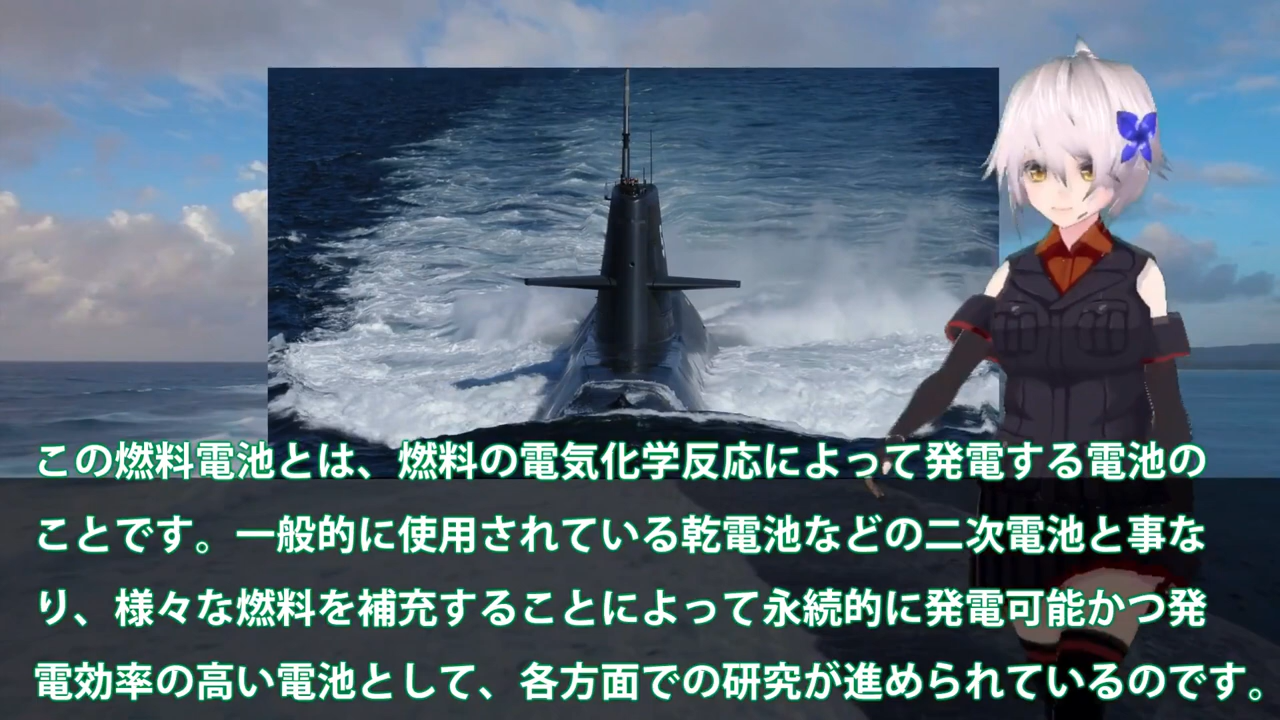 この燃料電池とは、燃料の電気化学反応によって発電する電池の
ことです。一般的に使用されている乾電池などの二次電池と事な
り、様々な燃料を補充することによって永続的に発電可能かつ発
電効率の高い電池として、各方面での研究が進められているのです。